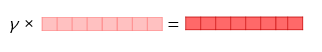 γ × =